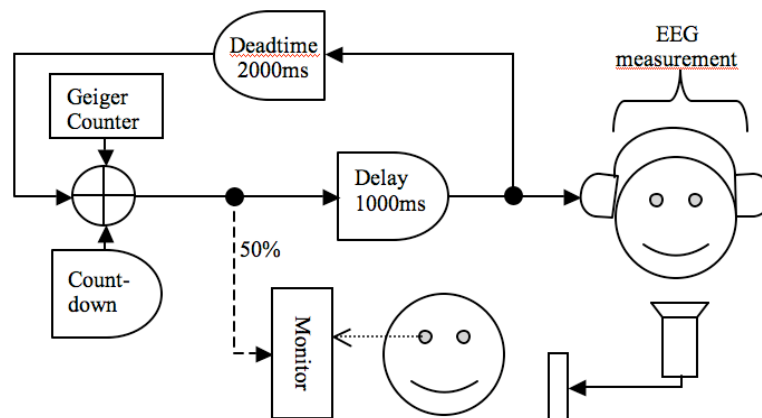 Deadtime
2000ms
EEG
measurement
Geiger
Counter
Delay
1000ms
50%
Count-
down
Monitor